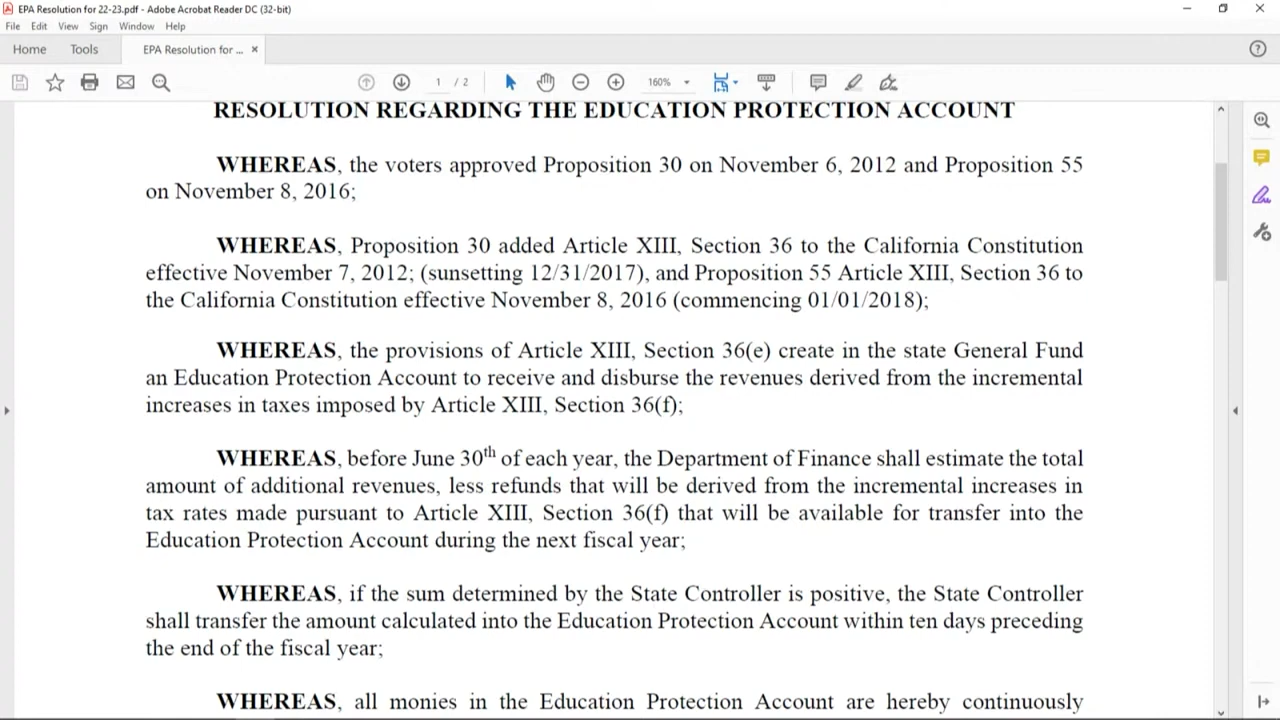 EPA Resolution for 22-23.pdf - Adobe Acrobat Reader DC (32-bit)
File Edit View Sign Window Help
Home Tools EPA Resolution for ... ×
1 / 2 160%
RESOLUTION REGARDING THE EDUCATION PROTECTION ACCOUNT
WHEREAS, the voters approved Proposition 30 on November 6, 2012 and Proposition 55
on November 8, 2016;
WHEREAS, Proposition 30 added Article XIII, Section 36 to the California Constitution
effective November 7, 2012; (sunsetting 12/31/2017), and Proposition 55 Article XIII, Section 36 to
the California Constitution effective November 8, 2016 (commencing 01/01/2018);
WHEREAS, the provisions of Article XIII, Section 36(e) create in the state General Fund
an Education Protection Account to receive and disburse the revenues derived from the incremental
increases in taxes imposed by Article XIII, Section 36(f);
WHEREAS, before June 30th of each year, the Department of Finance shall estimate the total
amount of additional revenues, less refunds that will be derived from the incremental increases in
tax rates made pursuant to Article XIII, Section 36(f) that will be available for transfer into the
Education Protection Account during the next fiscal year;
WHEREAS, if the sum determined by the State Controller is positive, the State Controller
shall transfer the amount calculated into the Education Protection Account within ten days preceding
the end of the fiscal year;
WHEREAS, all monies in the Education Protection Account are hereby continuously